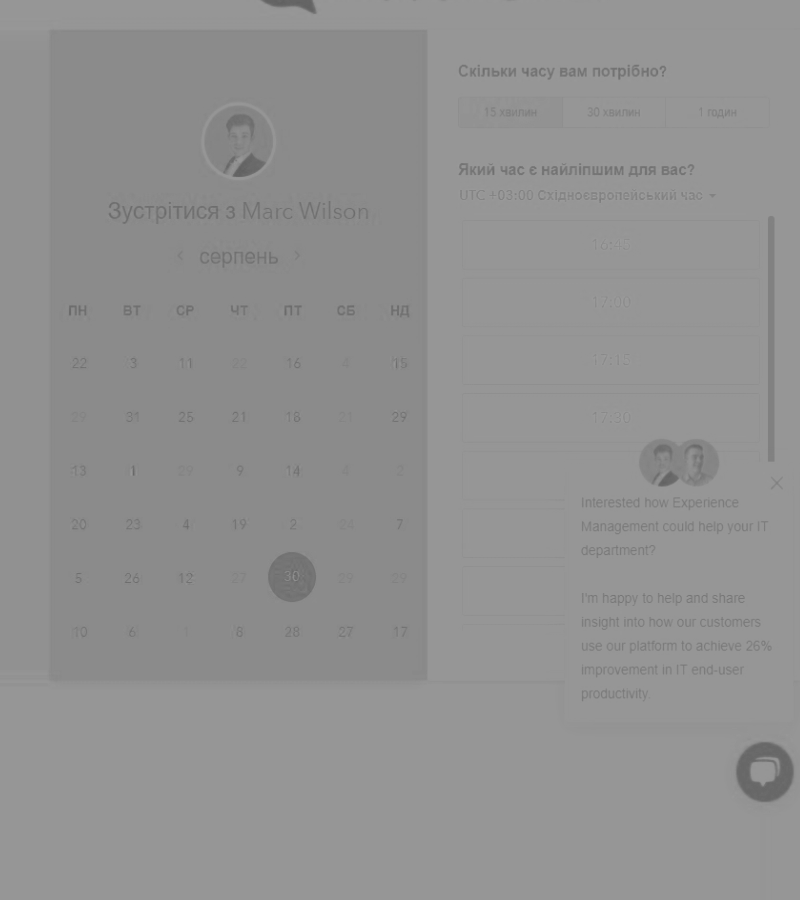 Зустрітися з Marc Wilson
серпень
ПН ВТ СР ЧТ ПТ СБ НД
22 3 11 22 16 4 15
29 31 25 21 18 21 29
13 1 29 9 14 4 2
20 23 4 19 2 24 7
5 26 12 27 30 29 29
10 6 1 8 28 27 17
Скільки часу вам потрібно?
15 хвилин 30 хвилин 1 годин
Який час є найліпшим для вас?
UTC +03:00 Східноєвропейський час
16:45
17:00
17:15
17:30
Interested how Experience
Management could help your IT
department?
I'm happy to help and share
insight into how our customers
use our platform to achieve 26%
improvement in IT end-user
productivity.